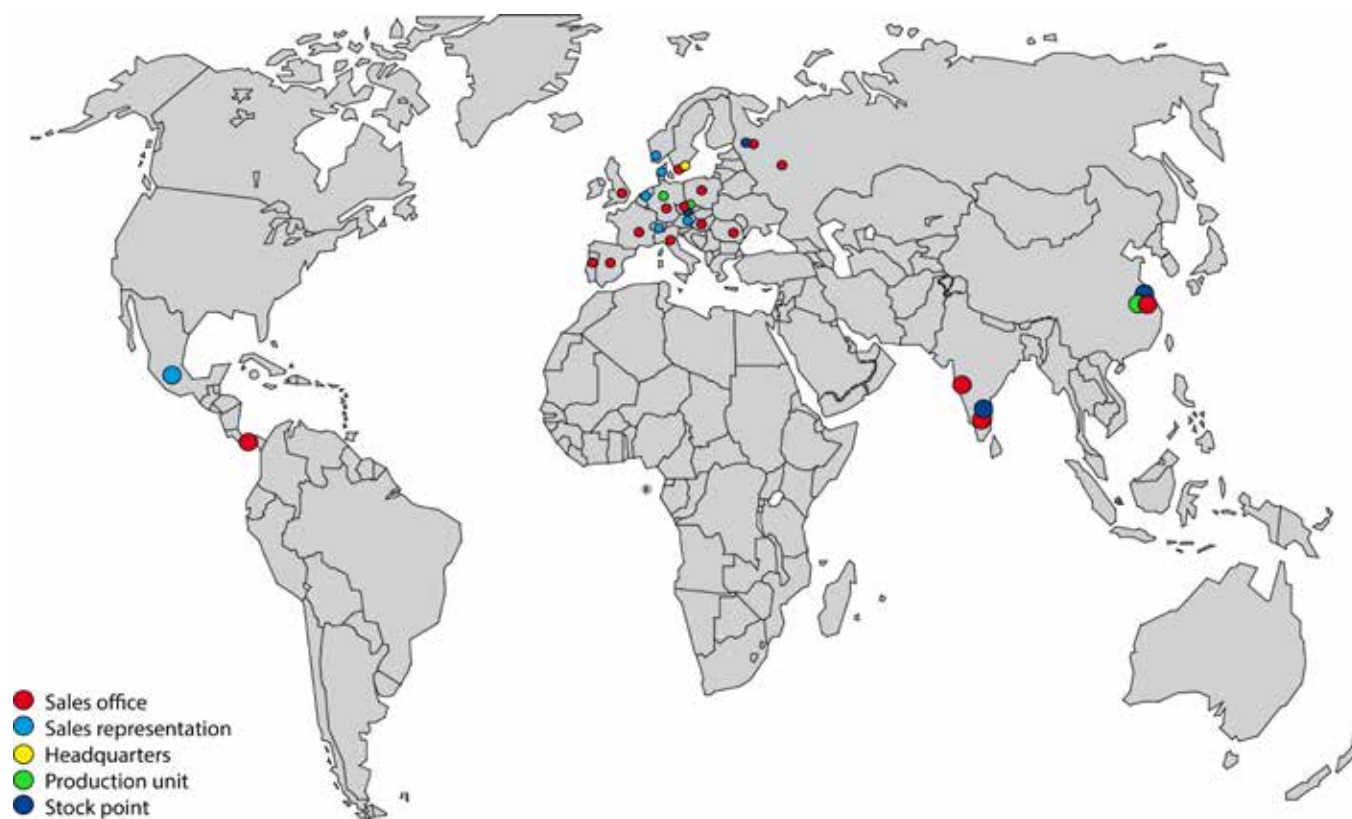 Sales office
Sales representation
Headquarters
Production unit
Stock point